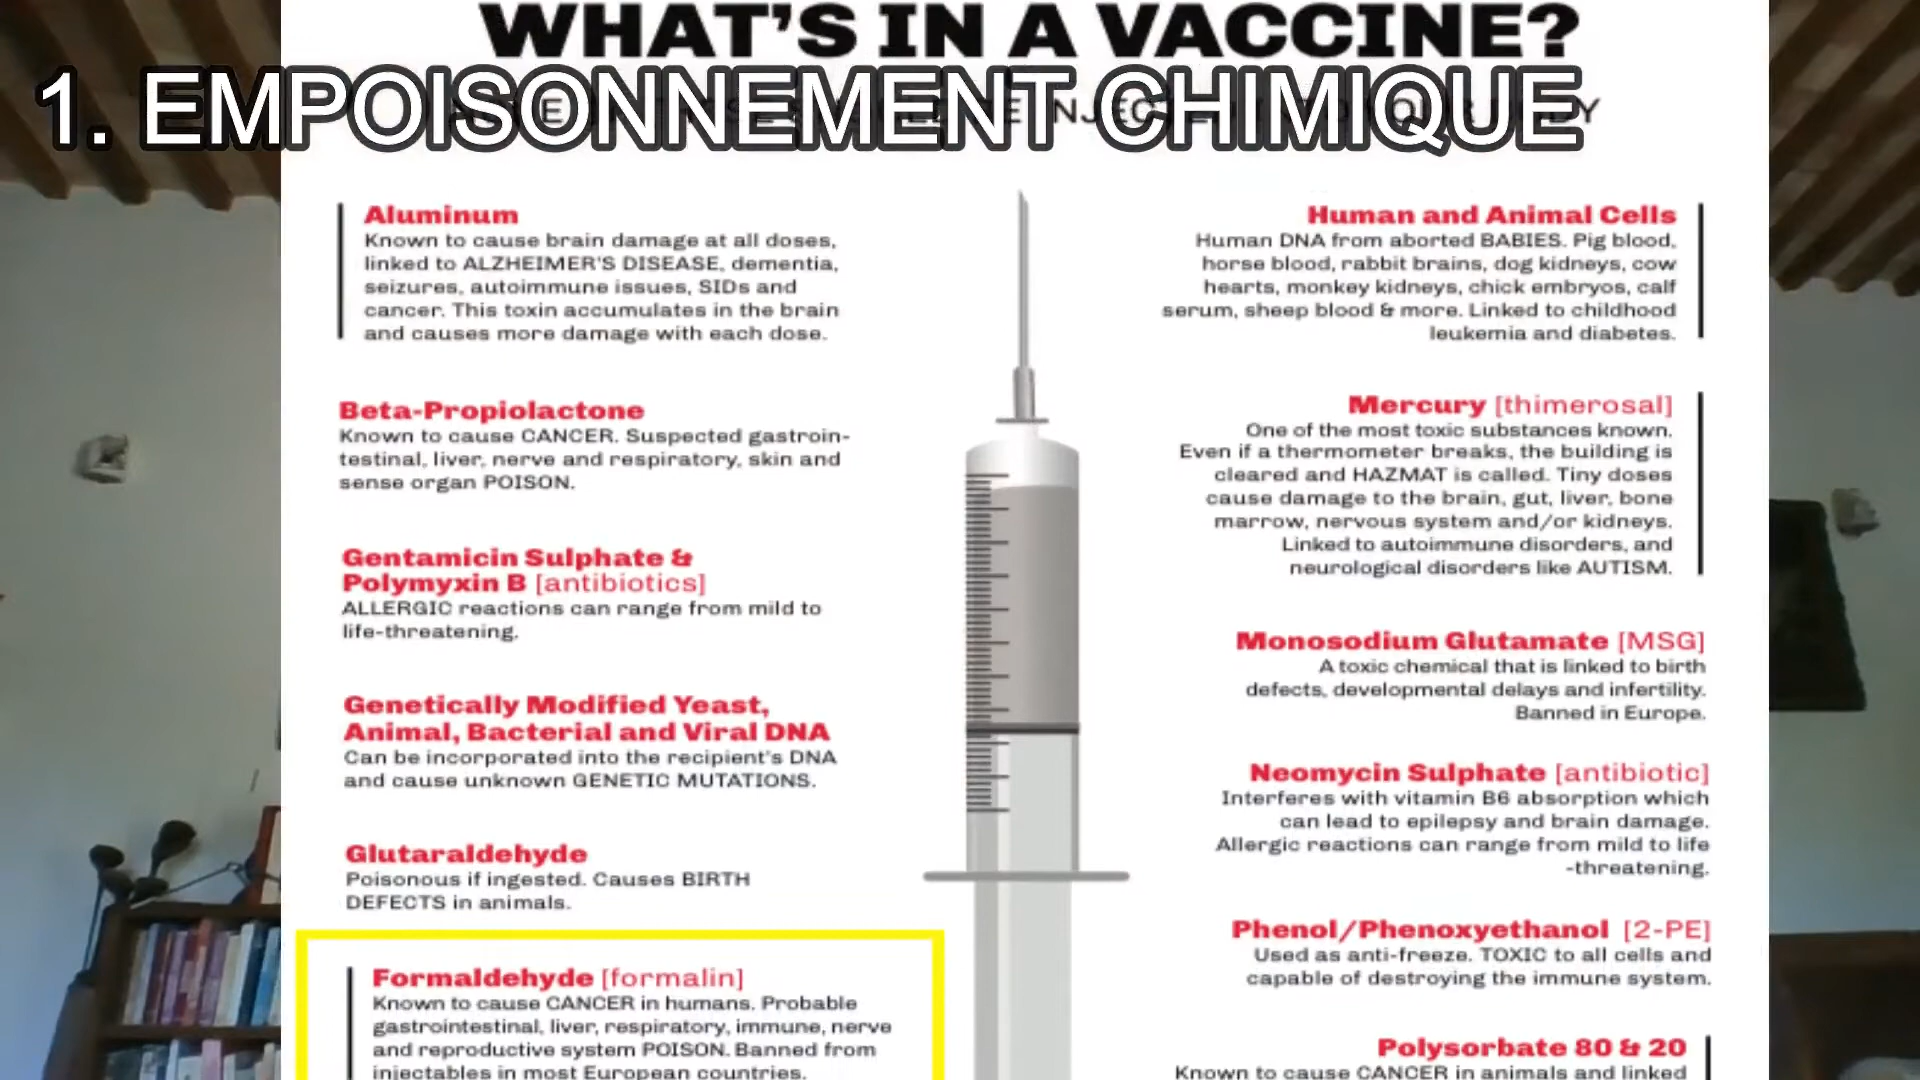 WHAT'S IN A VACCINE?
1. EMPOISONNEMENT CHIMIQUE
Aluminum
Known to cause brain damage at all doses,
linked to ALZHEIMER'S DISEASE, dementia,
seizures, autoimmune issues, SIDs and
cancer. This toxin accumulates in the brain
and causes more damage with each dose.
Beta-Propiolactone
Known to cause CANCER. Suspected gastroin-
testinal, liver, nerve and respiratory, skin and
sense organ POISON.
Gentamicin Sulphate &
Polymyxin B [antibiotics]
ALLERGIC reactions can range from mild to
life-threatening.
Genetically Modified Yeast,
Animal, Bacterial and Viral DNA
Can be incorporated into the recipient's DNA
and cause unknown GENETIC MUTATIONS.
Glutaraldehyde
Poisonous if ingested. Causes BIRTH
DEFECTS in animals.
Formaldehyde [formalin]
Known to cause CANCER in humans. Probable
gastrointestinal, liver, respiratory, immune, nerve
and reproductive system POISON. Banned from
injectables in most European countries.
Human and Animal Cells
Human DNA from aborted BABIES. Pig blood,
horse blood, rabbit brains, dog kidneys, cow
hearts, monkey kidneys, chick embryos, calf
serum, sheep blood & more. Linked to childhood
leukemia and diabetes.
Mercury [thimerosal]
One of the most toxic substances known.
Even if a thermometer breaks, the building is
cleared and HAZMAT is called. Tiny doses
cause damage to the brain, gut, liver, bone
marrow, nervous system and/or kidneys.
Linked to autoimmune disorders, and
neurological disorders like AUTISM.
Monosodium Glutamate [MSG]
A toxic chemical that is linked to birth
defects, developmental delays and infertility.
Banned in Europe.
Neomycin Sulphate [antibiotic]
Interferes with vitamin B6 absorption which
can lead to epilepsy and brain damage.
Allergic reactions can range from mild to life
-threatening.
Phenol/Phenoxyethanol [2-PE]
Used as anti-freeze. TOXIC to all cells and
capable of destroying the immune system.
Polysorbate 80 & 20
Known to cause CANCER in animals and linked